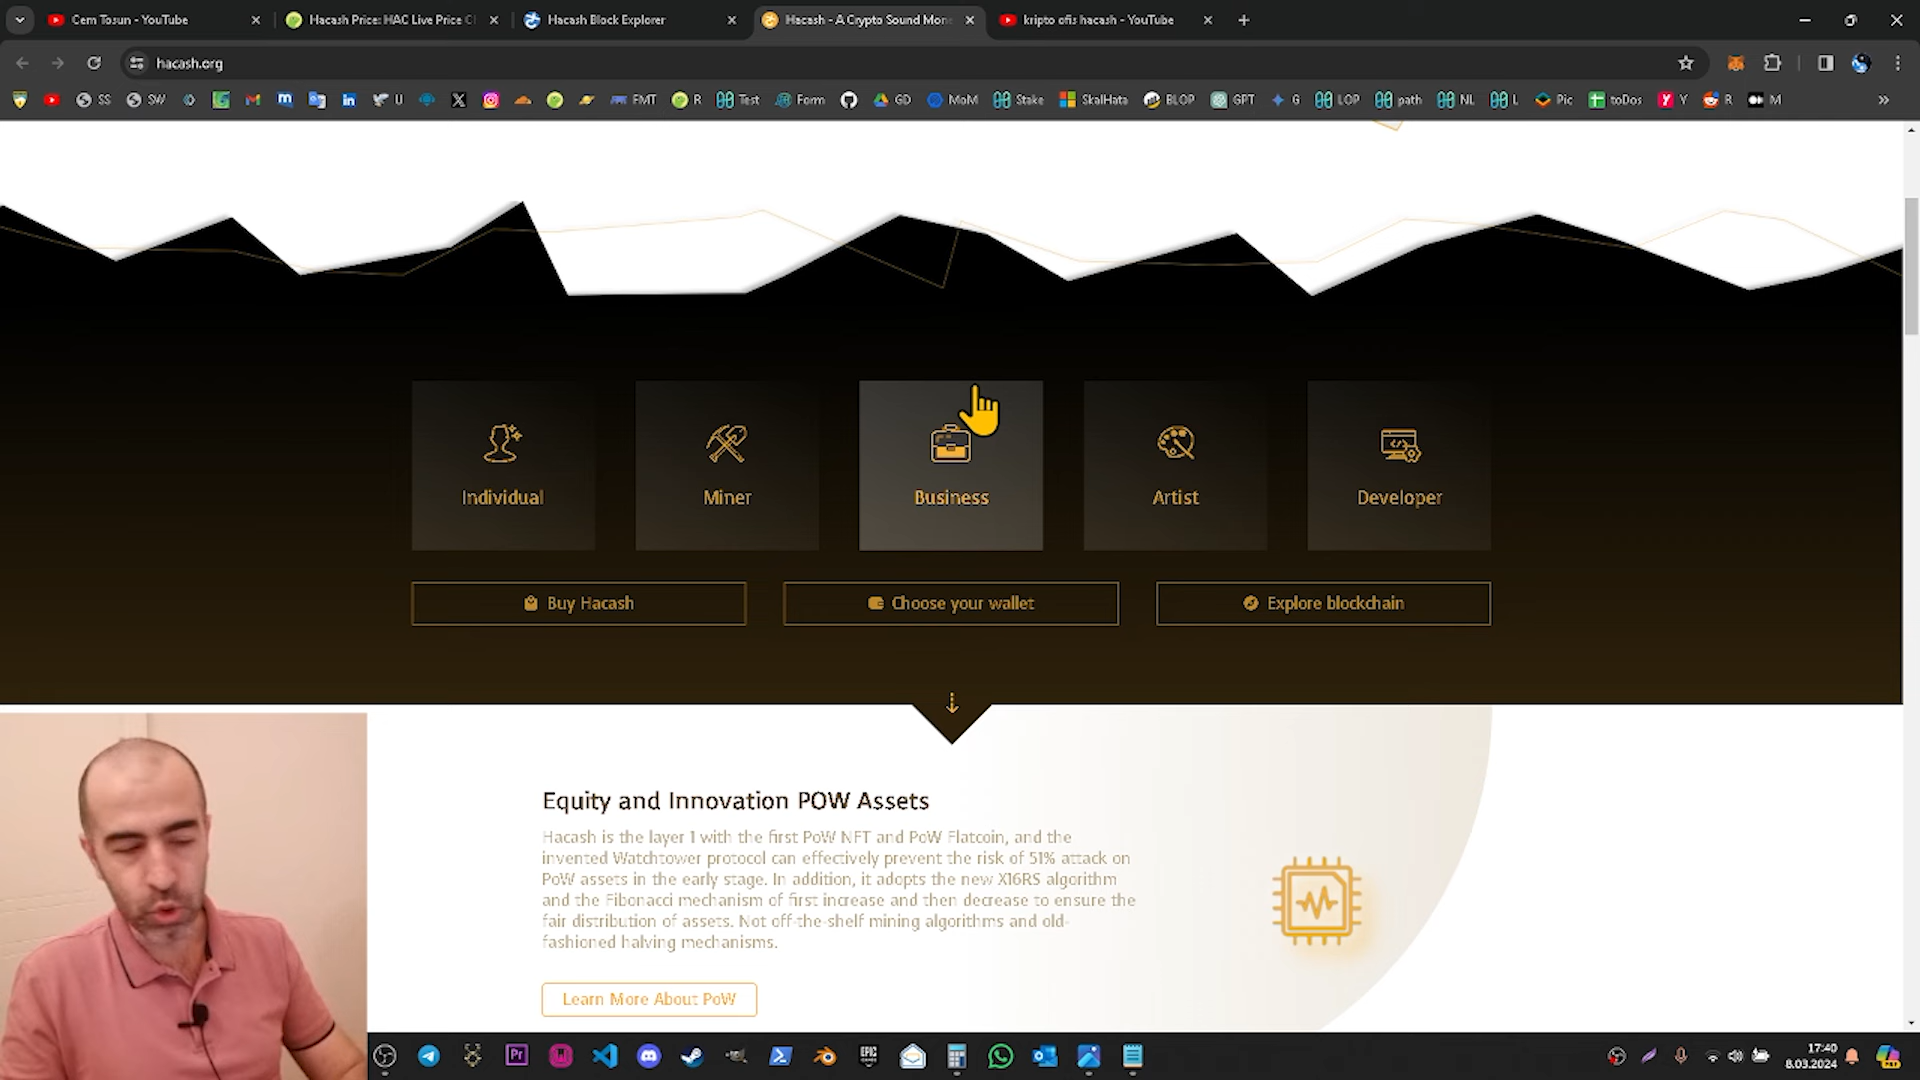 Cem Tosun - YouTube
Hacash Price: HAC Live Price C
Hacash Block Explorer
Hacash - A Crypto Sound Mon
kripto ofis hacash - YouTube
hacash.org
SS
SW
U
FMT
R
Test
Form
GD
MoM
Stake
SkalHata
BLOP
GPT
G
LOP
path
NL
L
Pic
toDos
Y
R
M
Individual
Miner
Business
Artist
Developer
Buy Hacash
Choose your wallet
Explore blockchain
Equity and Innovation POW Assets
Hacash is the layer 1 with the first PoW NFT and PoW Flatcoin, and the
invented Watchtower protocol can effectively prevent the risk of 51% attack on
PoW assets in the early stage. In addition, it adopts the new X16RS algorithm
and the Fibonacci mechanism of first increase and then decrease to ensure the
fair distribution of assets. Not off-the-shelf mining algorithms and old-
fashioned halving mechanisms.
Learn More About PoW
17:40
8.03.2024